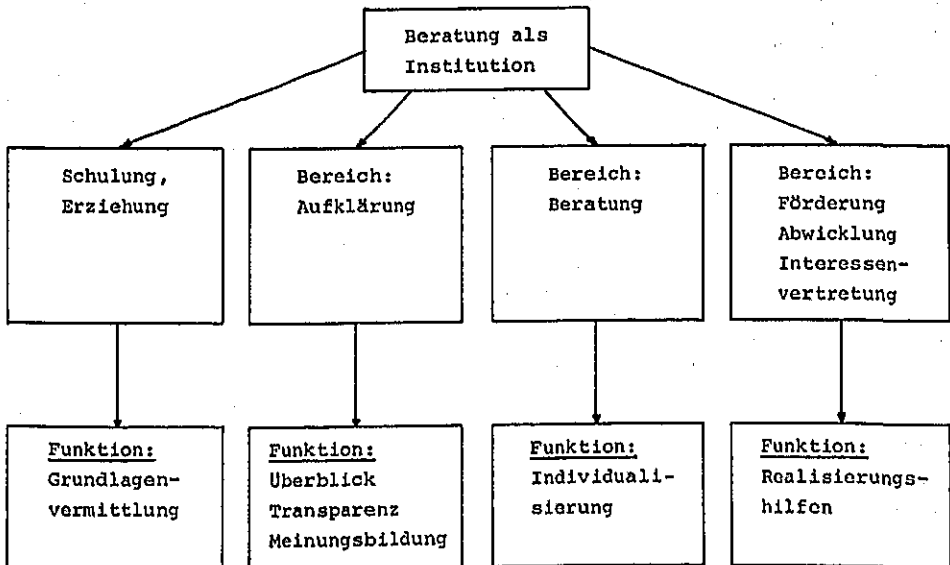 Beratung als
Institution
Schulung,
Erziehung
Bereich:
Aufklärung
Bereich:
Beratung
Bereich:
Förderung
Abwicklung
Interessen-
vertretung
Funktion:
Grundlagen-
vermittlung
Funktion:
Uberblick
Transparenz
Meinungsbildung
Funktion:
Individuali-
sierung
Funktion:
Realisierungs-
hilfen